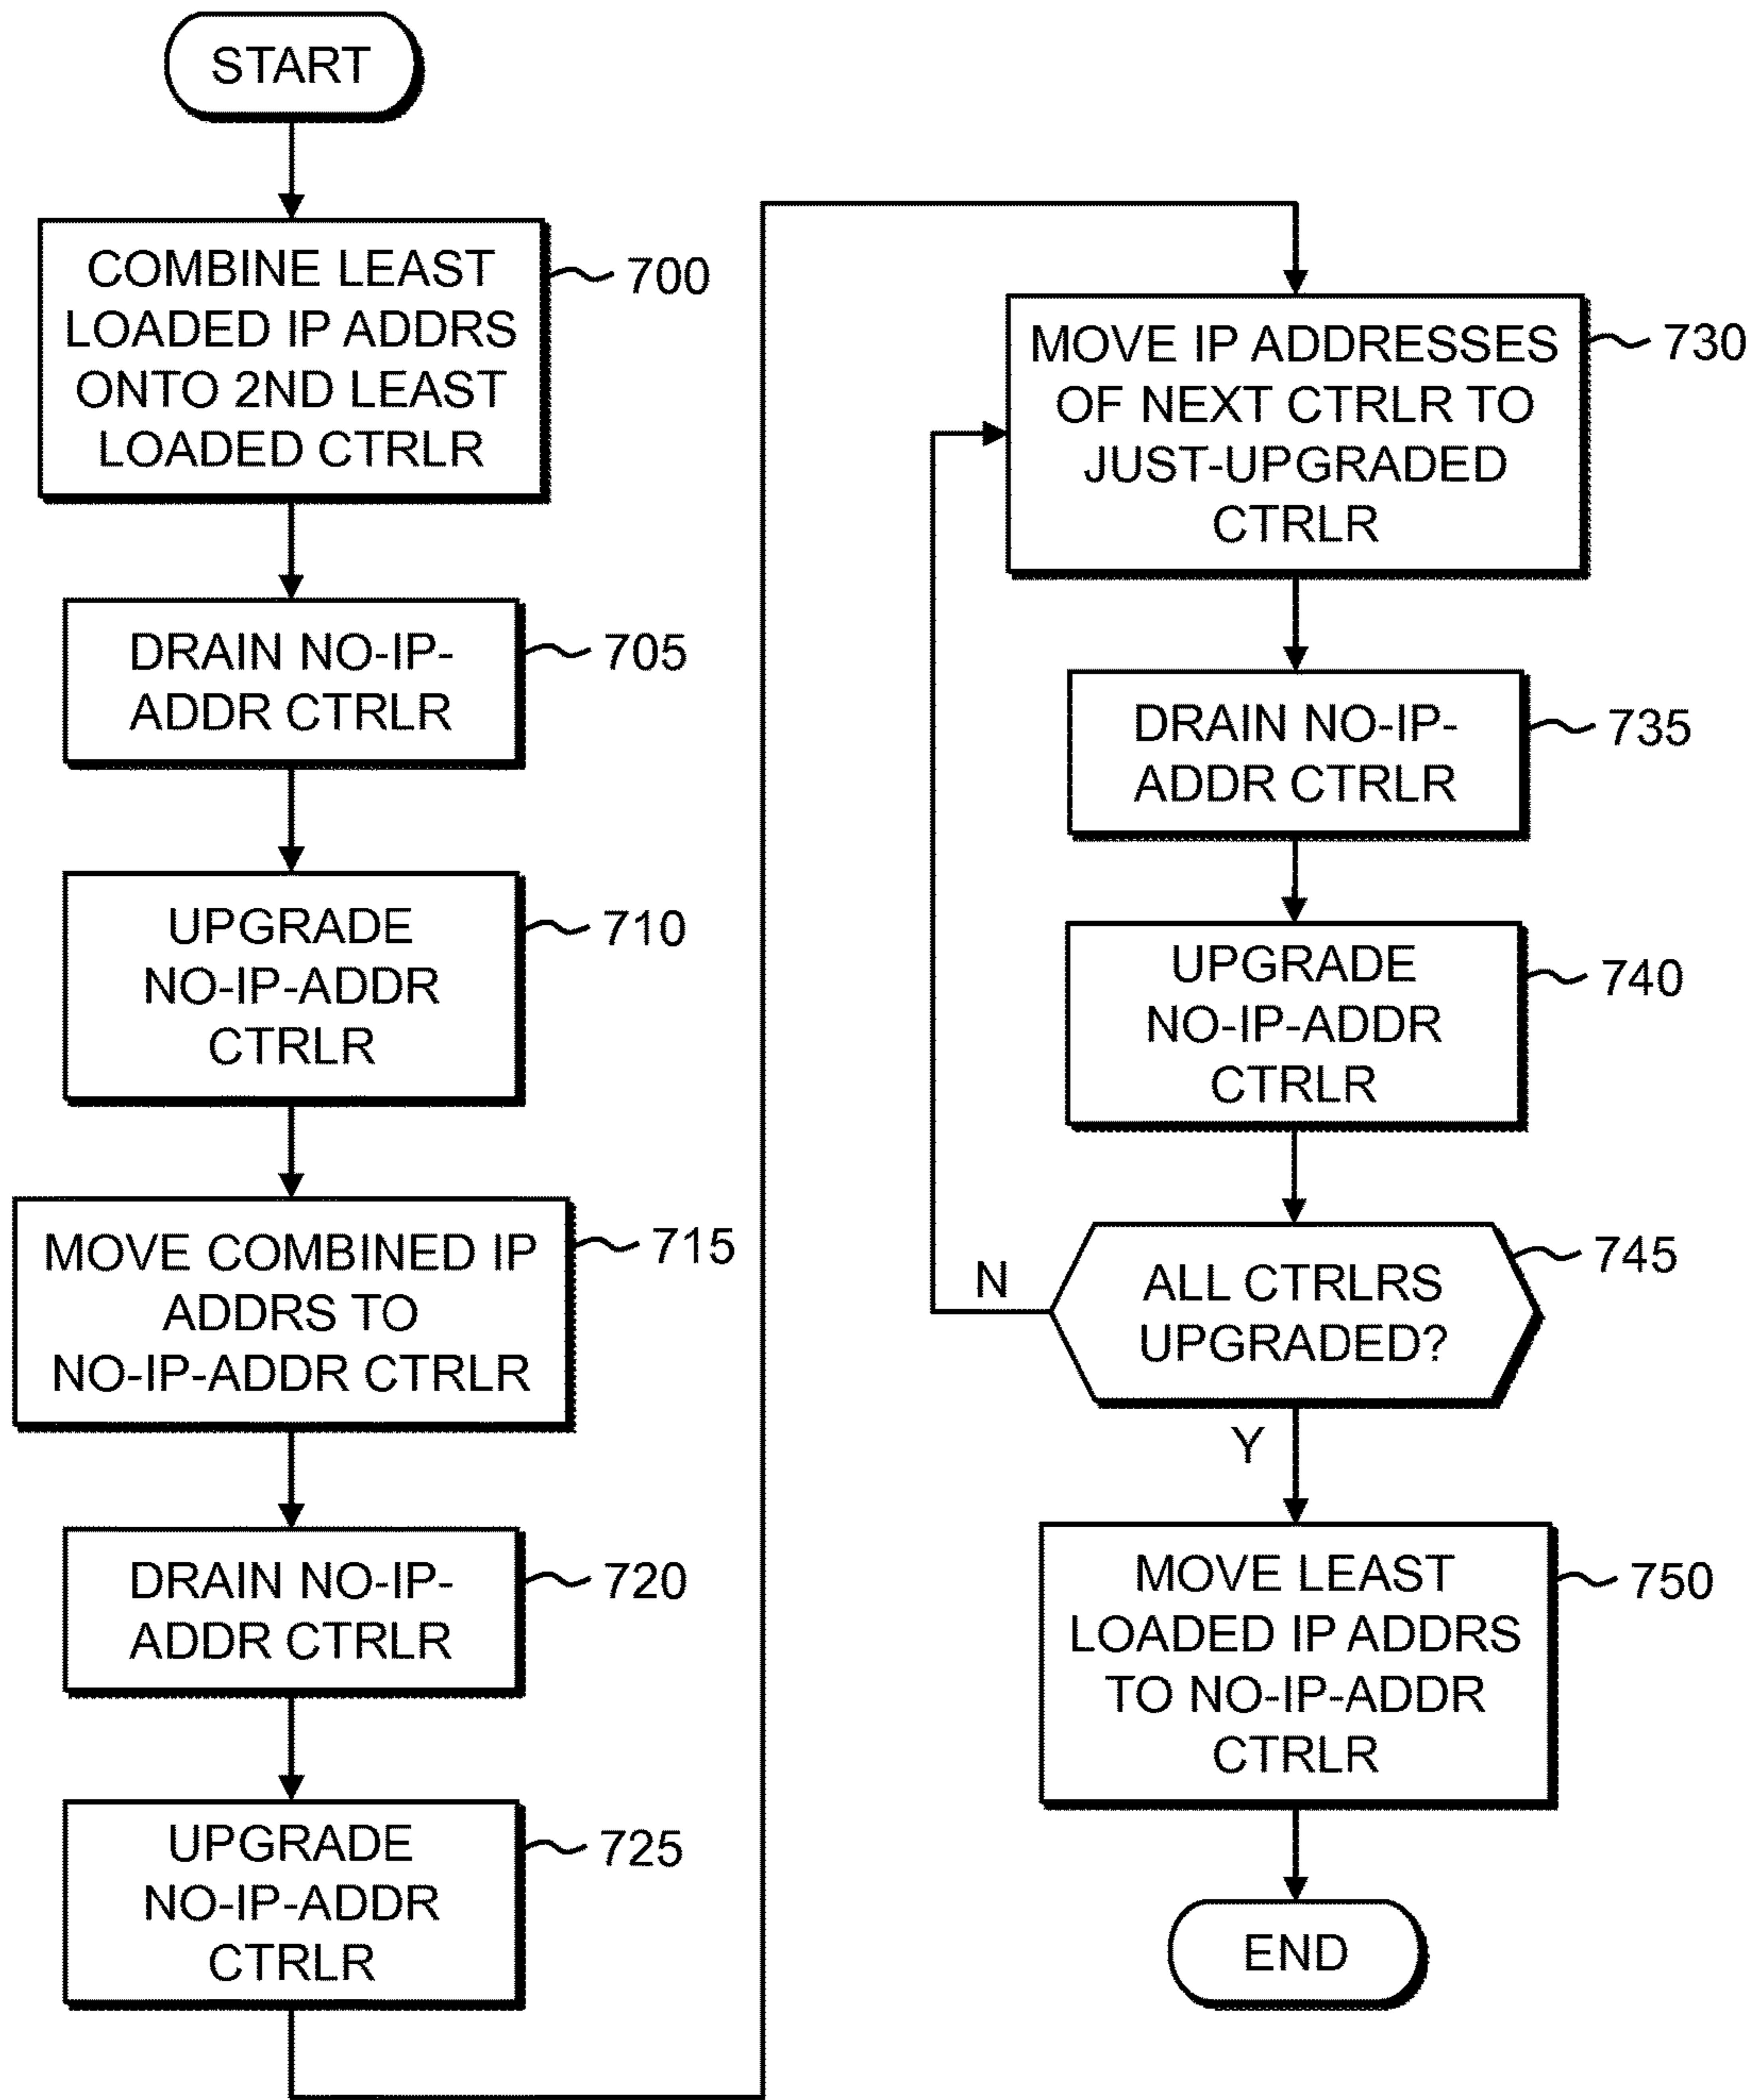 START
COMBINE LEAST
LOADED IP ADDRS
ONTO 2ND LEAST
LOADED CTRLR
700
DRAIN NO-IP-
ADDR CTRLR
705
UPGRADE
NO-IP-ADDR
CTRLR
710
MOVE COMBINED IP
ADDRS TO
NO-IP-ADDR CTRLR
715
DRAIN NO-IP-
ADDR CTRLR
720
UPGRADE
NO-IP-ADDR
CTRLR
725
MOVE IP ADDRESSES
OF NEXT CTRLR TO
JUST-UPGRADED
CTRLR
730
DRAIN NO-IP-
ADDR CTRLR
735
UPGRADE
NO-IP-ADDR
CTRLR
740
ALL CTRLRS
UPGRADED?
745
N
Y
MOVE LEAST
LOADED IP ADDRS
TO NO-IP-ADDR
CTRLR
750
END